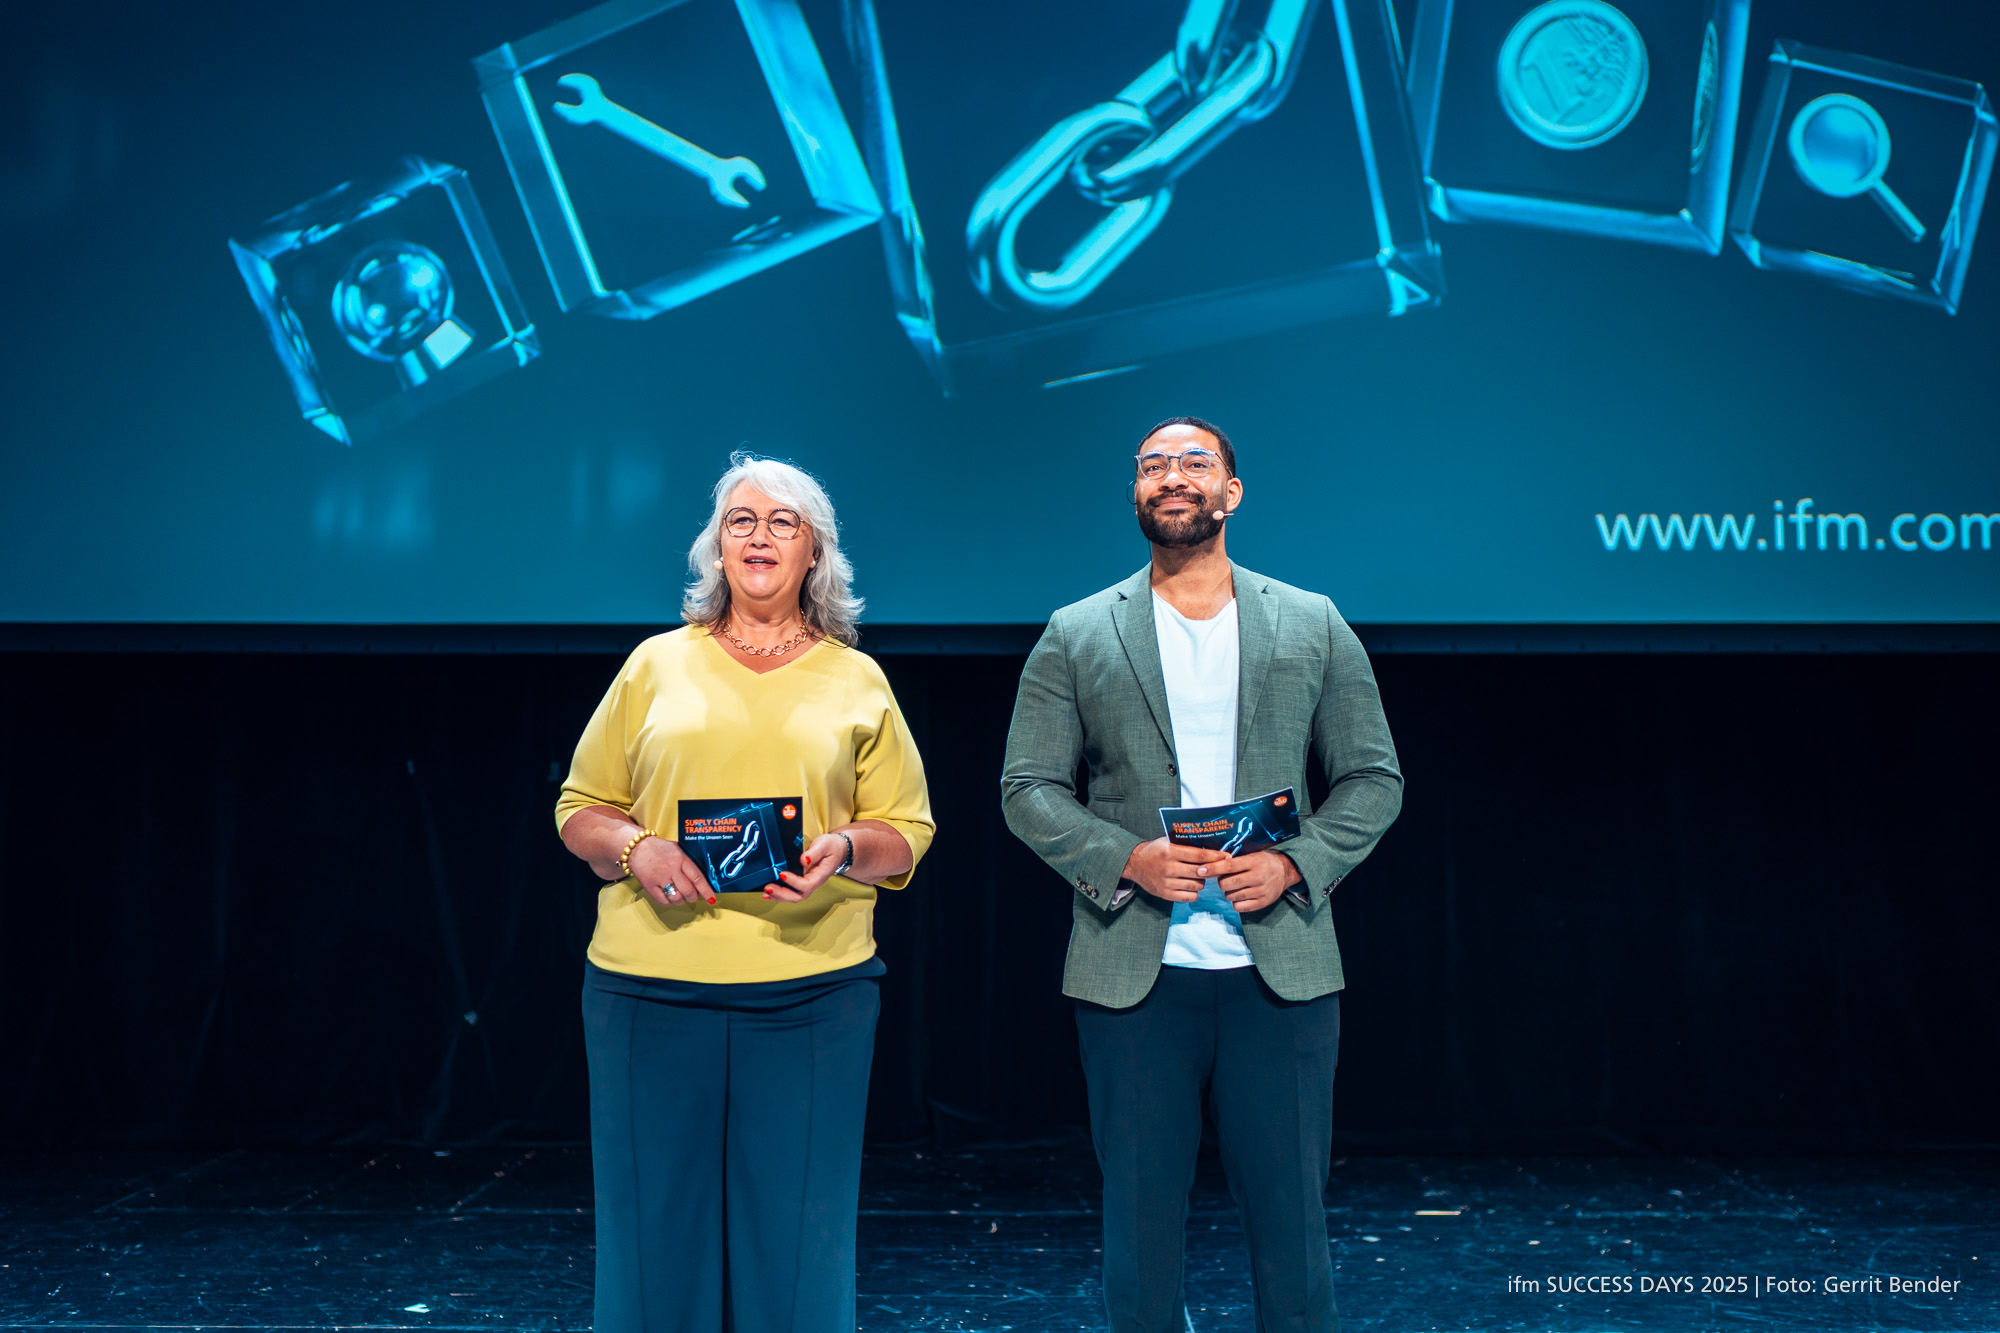 www.ifm.com
SUPPLY CHAIN
TRANSPARENCY
Make the Unseen Seen
SUPPLY CHAIN
TRANSPARENCY
Make the Unseen Seen
ifm SUCCESS DAYS 2025 | Foto: Gerrit Bender